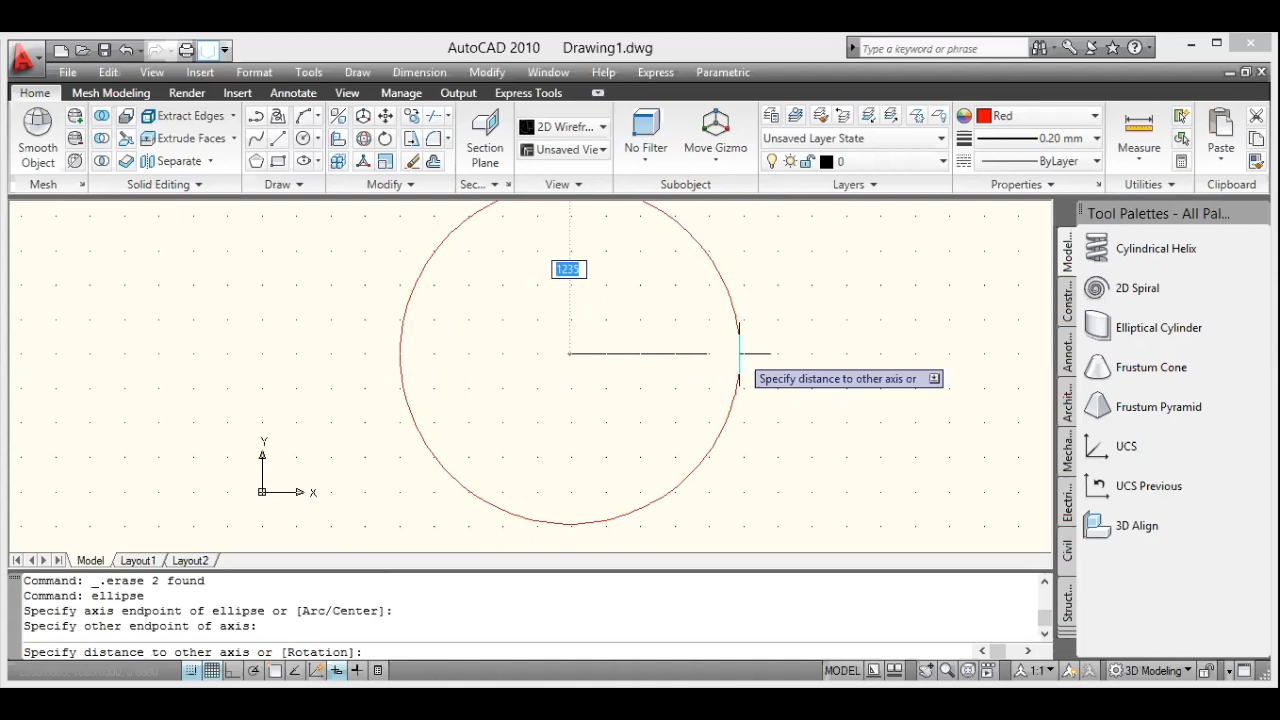 AutoCAD 2010 Drawing1.dwg
Type a keyword or phrase
File Edit View Insert Format Tools Draw Dimension Modify Window Help Express Parametric
Home Mesh Modeling Render Insert Annotate View Manage Output Express Tools
Smooth
Object
Extract Edges
Extrude Faces
Separate
Section
Plane
2D Wirefr...
Unsaved Vie
No Filter
Move Gizmo
Unsaved Layer State
0
Red
0.20 mm
ByLayer
Measure
Paste
Mesh Solid Editing Draw Modify Sec... View Subobject Layers Properties Utilities Clipboard
1235
Specify distance to other axis or
Y
X
Tool Palettes - All Pal...
Cylindrical Helix
2D Spiral
Elliptical Cylinder
Frustum Cone
Frustum Pyramid
UCS
UCS Previous
3D Align
Model...
Constr...
Annot...
Archit...
Mecha...
Electri...
Civil
Struct...
Model Layout1 Layout2
Command: _.erase 2 found
Command: ellipse
Specify axis endpoint of ellipse or [Arc/Center]:
Specify other endpoint of axis:
Specify distance to other axis or [Rotation]:
MODEL 1:1 3D Modeling